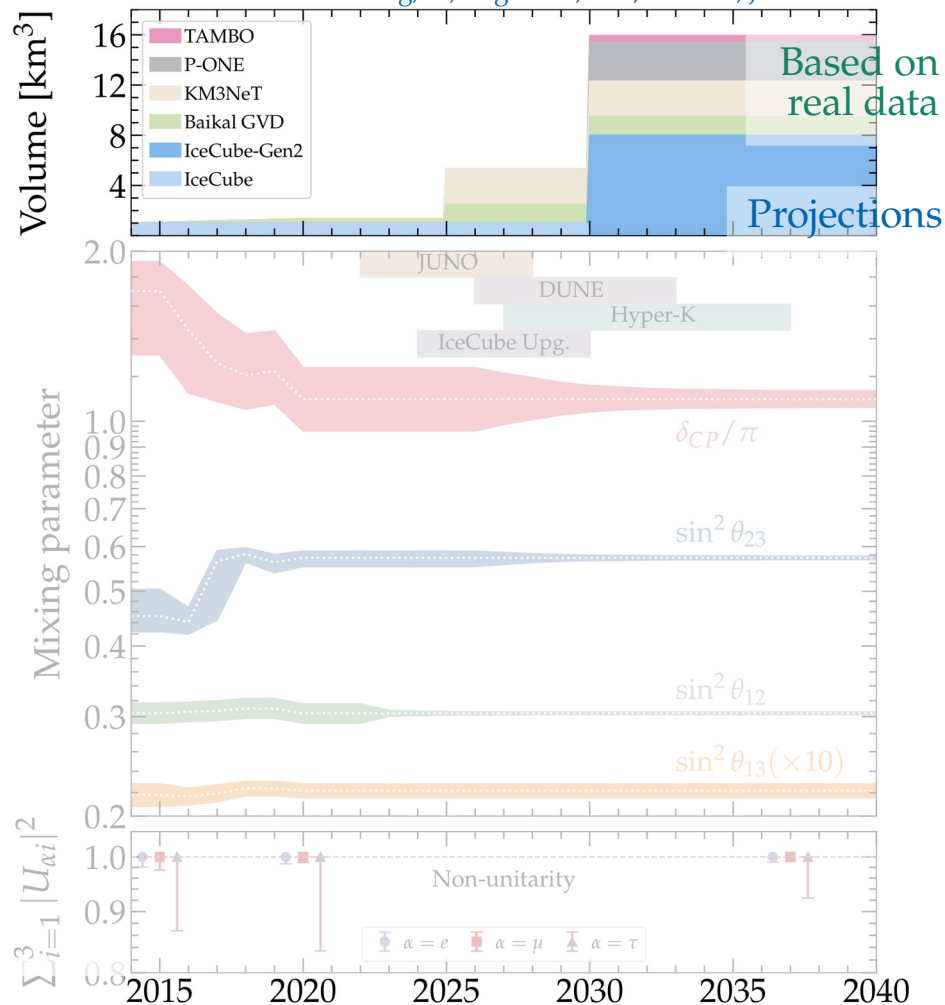 Volume [km³]
16
12
8
4
TAMBO
P-ONE
KM3NeT
Baikal GVD
IceCube-Gen2
IceCube
Based on
real data
Projections
Mixing parameter
2.0
1.0
0.9
0.8
0.7
0.6
0.5
0.4
0.3
0.2
JUNO
DUNE
Hyper-K
IceCube Upg.
δ_CP/π
sin² θ₂₃
sin² θ₁₂
sin² θ₁₃(×10)
Σ³ᵢ₌₁ |U_αi|²
1.0
0.9
0.8
Non-unitarity
α = e
α = μ
α = τ
2015 2020 2025 2030 2035 2040